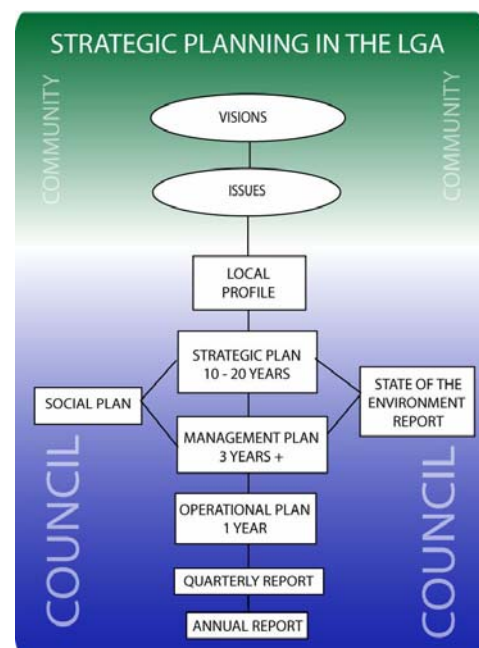 STRATEGIC PLANNING IN THE LGA
COMMUNITY
COMMUNITY
VISIONS
ISSUES
LOCAL
PROFILE
STRATEGIC PLAN
10 - 20 YEARS
SOCIAL PLAN
STATE OF THE
ENVIRONMENT
REPORT
MANAGEMENT PLAN
3 YEARS +
OPERATIONAL PLAN
1 YEAR
QUARTERLY REPORT
ANNUAL REPORT
COUNCIL
COUNCIL